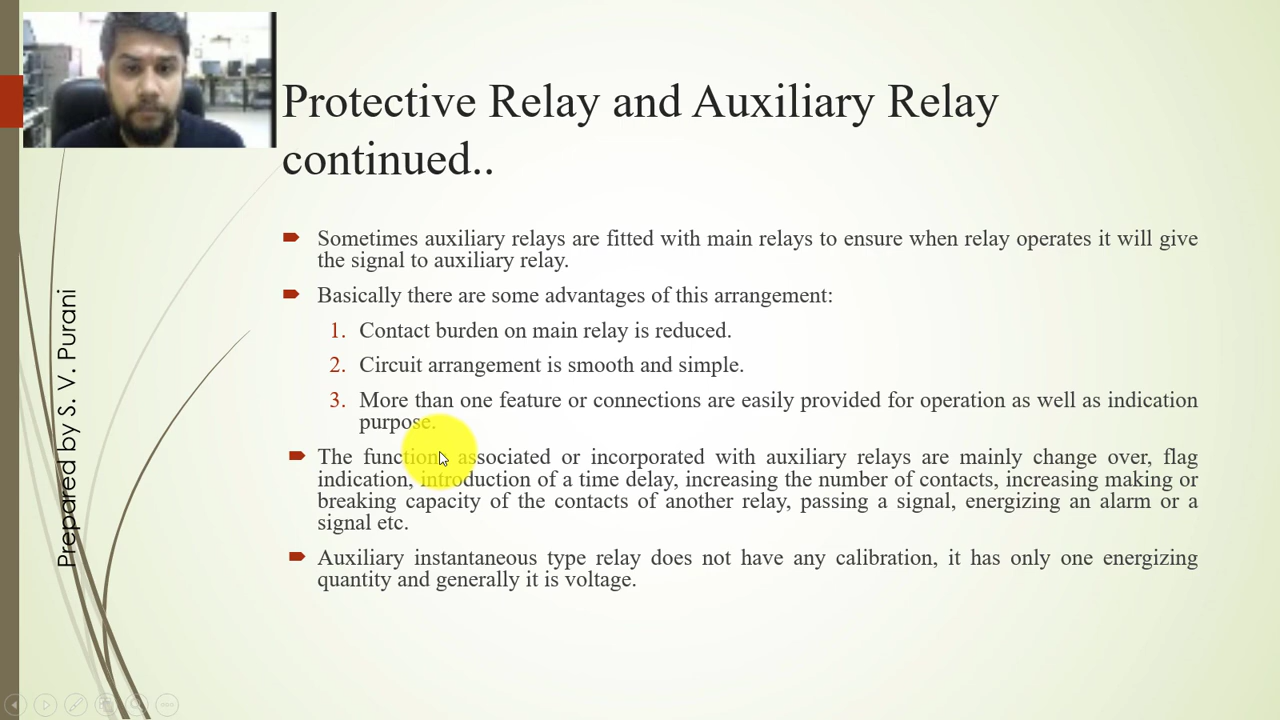 Protective Relay and Auxiliary Relay
continued..
Sometimes auxiliary relays are fitted with main relays to ensure when relay operates it will give
the signal to auxiliary relay.
Basically there are some advantages of this arrangement:
1. Contact burden on main relay is reduced.
2. Circuit arrangement is smooth and simple.
3. More than one feature or connections are easily provided for operation as well as indication
purpose.
The functions associated or incorporated with auxiliary relays are mainly change over, flag
indication, introduction of a time delay, increasing the number of contacts, increasing making or
breaking capacity of the contacts of another relay, passing a signal, energizing an alarm or a
signal etc.
Auxiliary instantaneous type relay does not have any calibration, it has only one energizing
quantity and generally it is voltage.
Prepared by S. V. Purani